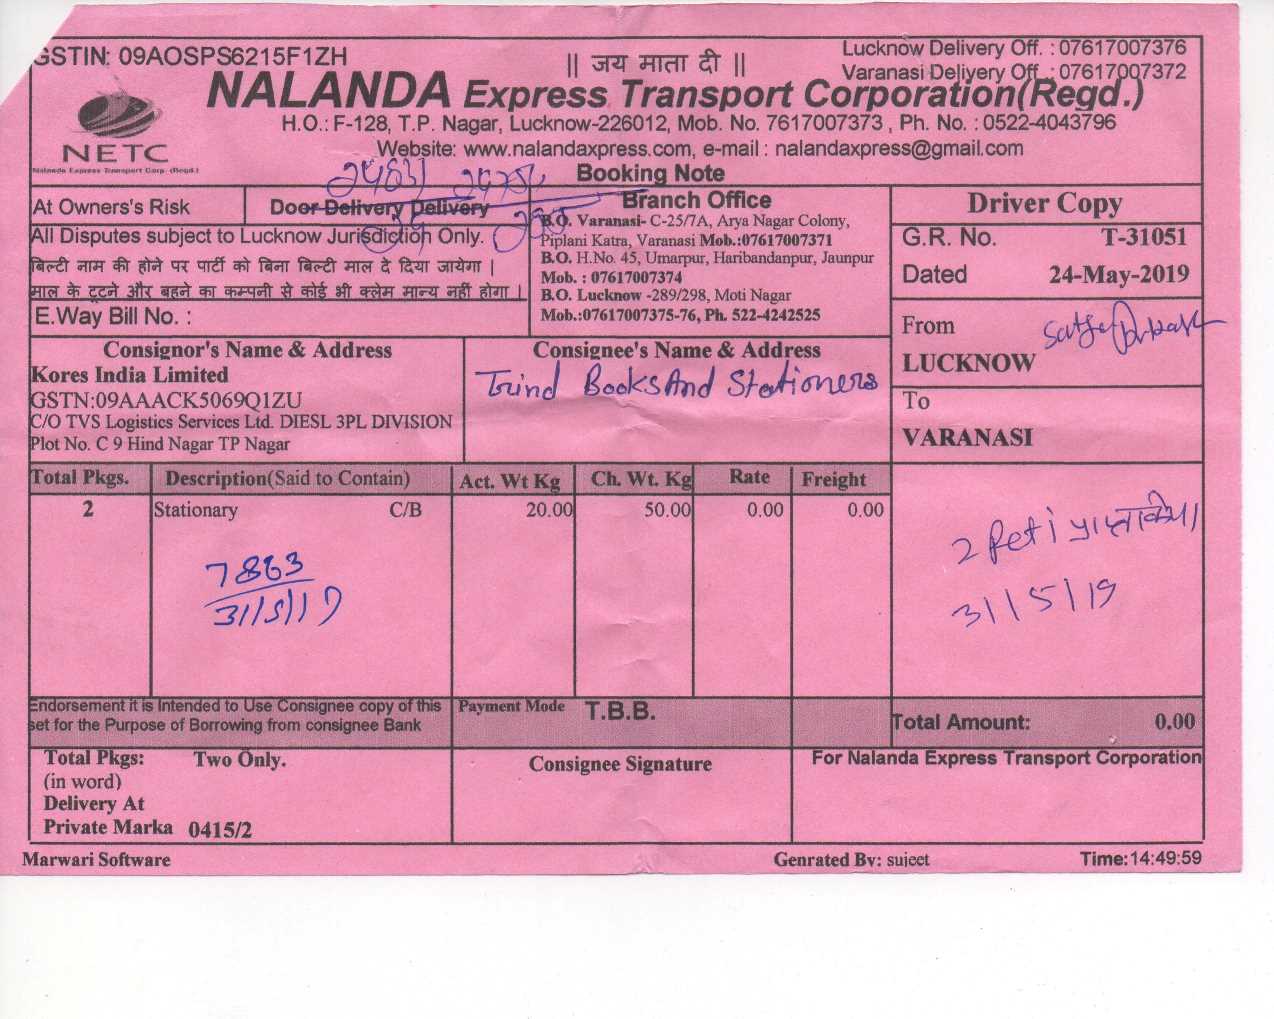 GSTIN: 09AOSPS6215F1ZH
|| जय माता दी ||
Lucknow Delivery Off. : 07617007376
Varanasi Delivery Off. : 07617007372
NALANDA Express Transport Corporation(Regd.)
H.O.: F-128, T.P. Nagar, Lucknow-226012, Mob. No. 7617007373 , Ph. No. : 0522-4043796
Website: www.nalandaxpress.com, e-mail : nalandaxpress@gmail.com
NETC
Nalanda Express Transport Corp. (Regd.)
Booking Note
At Owners's Risk
Door Delivery Delivery
All Disputes subject to Lucknow Jurisdiction Only.
बिल्टी नाम की होने पर पार्टी को बिना बिल्टी माल दे दिया जायेगा |
माल के टूटने और बहने का कम्पनी से कोई भी क्लेम मान्य नहीं होगा |
E.Way Bill No. :
Branch Office
B.O. Varanasi- C-25/7A, Arya Nagar Colony,
Piplani Katra, Varanasi Mob.:07617007371
B.O. H.No. 45, Umarpur, Haribandanpur, Jaunpur
Mob. : 07617007374
B.O. Lucknow -289/298, Moti Nagar
Mob.:07617007375-76, Ph. 522-4242525
Driver Copy
G.R. No. T-31051
Dated 24-May-2019
From
LUCKNOW
To
VARANASI
Consignor's Name & Address
Kores India Limited
GSTN:09AAACK5069Q1ZU
C/O TVS Logistics Services Ltd. DIESL 3PL DIVISION
Plot No. C 9 Hind Nagar TP Nagar
Consignee's Name & Address
Books And Stationers
Total Pkgs. Description(Said to Contain) Act. Wt Kg Ch. Wt. Kg Rate Freight
2 Stationary C/B 20.00 50.00 0.00 0.00
7863
31/5/19
2 Peti
31/5/19
Endorsement it is Intended to Use Consignee copy of this
set for the Purpose of Borrowing from consignee Bank
Payment Mode T.B.B.
Total Amount: 0.00
Total Pkgs: Two Only.
(in word)
Delivery At
Private Marka 0415/2
Consignee Signature
For Nalanda Express Transport Corporation
Marwari Software
Genrated By: sujeet
Time:14:49:59